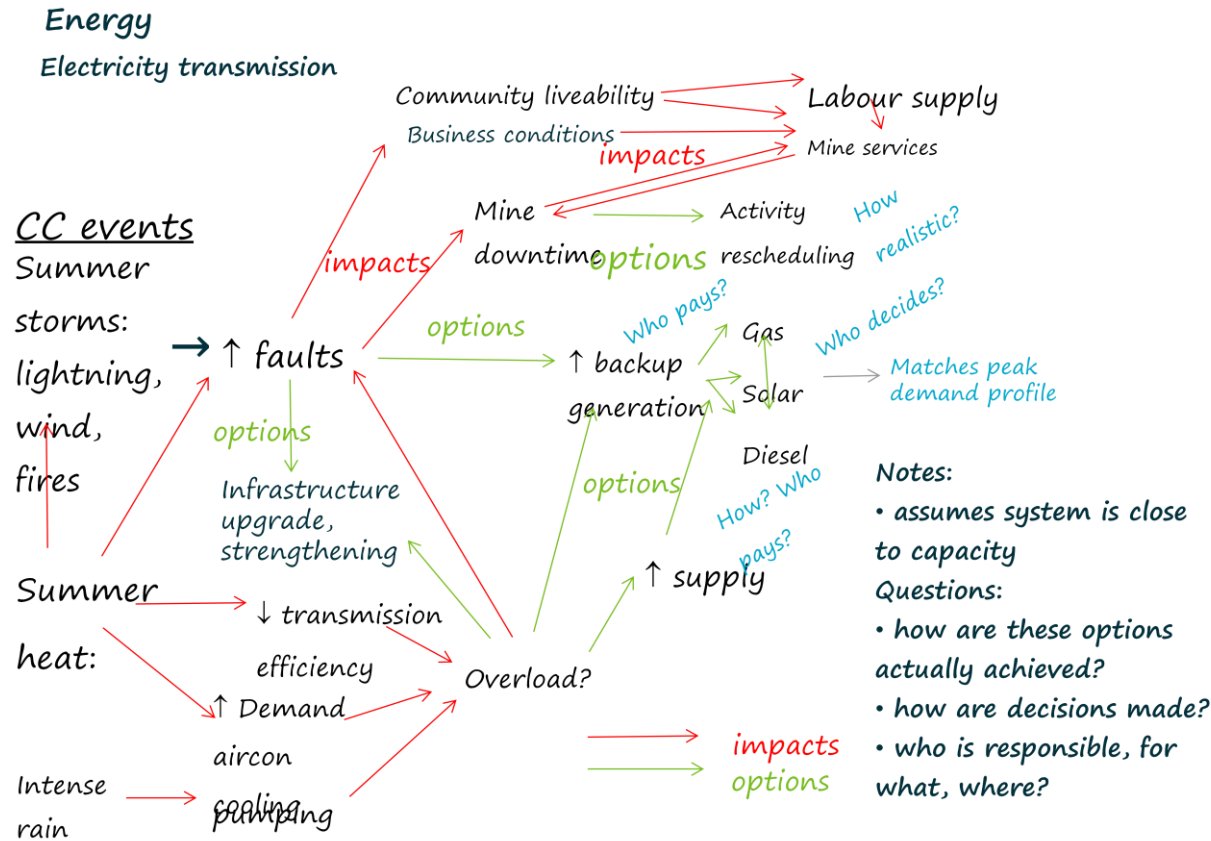 Energy
Electricity transmission
Community liveability
Business conditions
impacts
Labour supply
Mine services
CC events
Summer
storms:
lightning,
wind,
fires
impacts
Mine
downtime
options
Activity
rescheduling
How
realistic?
→ ↑ faults
options
Who pays?
↑ backup
generation
Gas
Solar
Diesel
Who decides?
Matches peak
demand profile
options
Infrastructure
upgrade,
strengthening
options
How? Who
pays?
↑ supply
Summer
heat:
↓ transmission
efficiency
↑ Demand
aircon
cooling
pumping
Overload?
Intense
rain
impacts
options
Notes:
• assumes system is close
to capacity
Questions:
• how are these options
actually achieved?
• how are decisions made?
• who is responsible, for
what, where?